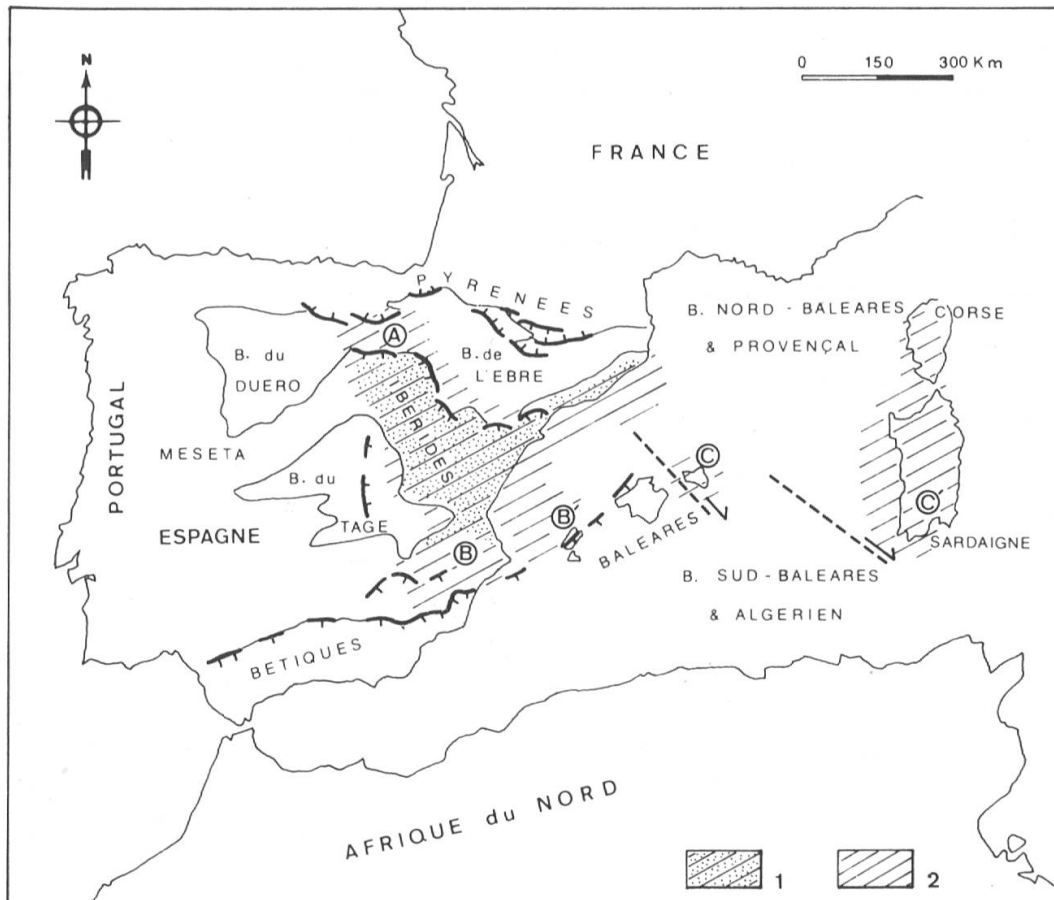 N
0 150 300 Km
FRANCE
PYRENEES
B. NORD - BALEARES
& PROVENÇAL
CORSE
A
B. du
DUERO
B. de
L'EBRE
IBERIDES
PORTUGAL
MESETA
B. du
TAGE
ESPAGNE
C
B
B
BALEARES
C
SARDAIGNE
B. SUD - BALEARES
& ALGERIEN
BETIQUES
AFRIQUE du NORD
1
2